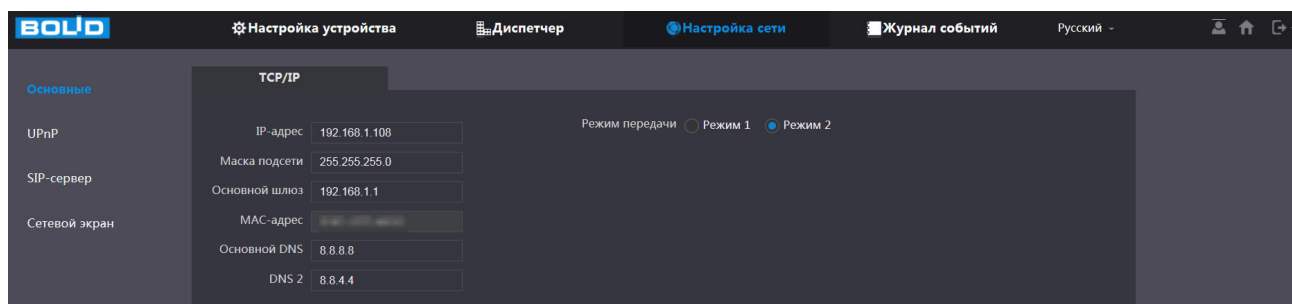 BOLID
Настройка устройства
Диспетчер
Настройка сети
Журнал событий
Русский
Основные
UPnP
SIP-сервер
Сетевой экран
TCP/IP
IP-адрес 192.168.1.108
Маска подсети 255.255.255.0
Основной шлюз 192.168.1.1
MAC-адрес
Основной DNS 8.8.8.8
DNS 2 8.8.4.4
Режим передачи Режим 1 Режим 2